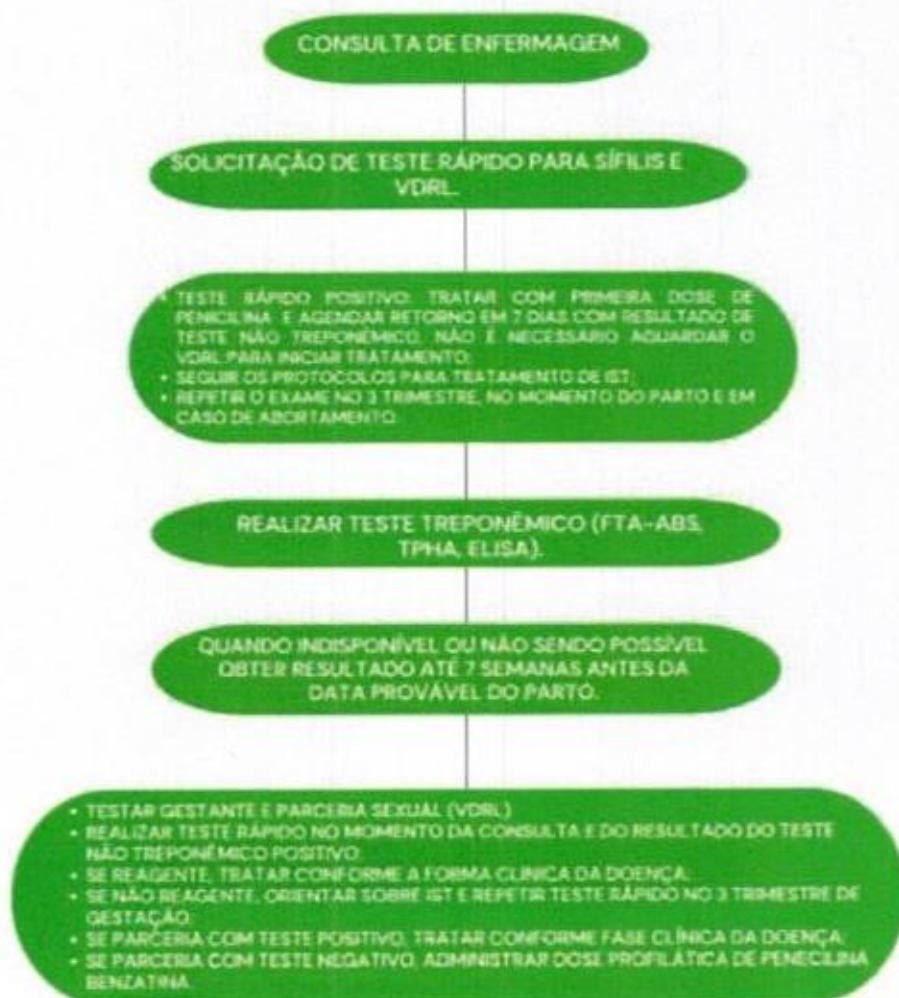 CONSULTA DE ENFERMAGEM
SOLICITAÇÃO DE TESTE RÁPIDO PARA SÍFILIS E
VDRL.
• TESTE RÁPIDO POSITIVO: TRATAR COM PRIMEIRA DOSE DE
PENICILINA E AGENDAR RETORNO EM 7 DIAS COM RESULTADO DE
TESTE NÃO TREPONÊMICO, NÃO É NECESSARIO AGUARDAR O
VDRL PARA INICIAR TRATAMENTO;
• SEGUIR OS PROTOCOLOS PARA TRATAMENTO DE IST;
• REPETIR O EXAME NO 3 TRIMESTRE, NO MOMENTO DO PARTO E EM
CASO DE ABORTAMENTO.
REALIZAR TESTE TREPONÊMICO (FTA-ABS,
TPHA, ELISA).
QUANDO INDISPONÍVEL OU NÃO SENDO POSSÍVEL
OBTER RESULTADO ATÉ 7 SEMANAS ANTES DA
DATA PROVÁVEL DO PARTO.
• TESTAR GESTANTE E PARCERIA SEXUAL (VDRL)
• REALIZAR TESTE RÁPIDO NO MOMENTO DA CONSULTA E DO RESULTADO DO TESTE
NÃO TREPONÊMICO POSITIVO;
• SE REAGENTE, TRATAR CONFORME A FORMA CLINICA DA DOENÇA;
• SE NÃO REAGENTE, ORIENTAR SOBRE IST E REPETIR TESTE RÁPIDO NO 3 TRIMESTRE DE
GESTAÇÃO;
• SE PARCERIA COM TESTE POSITIVO, TRATAR CONFORME FASE CLÍNICA DA DOENÇA;
• SE PARCERIA COM TESTE NEGATIVO, ADMINISTRAR DOSE PROFILÁTICA DE PENECILINA
BENZATINA.